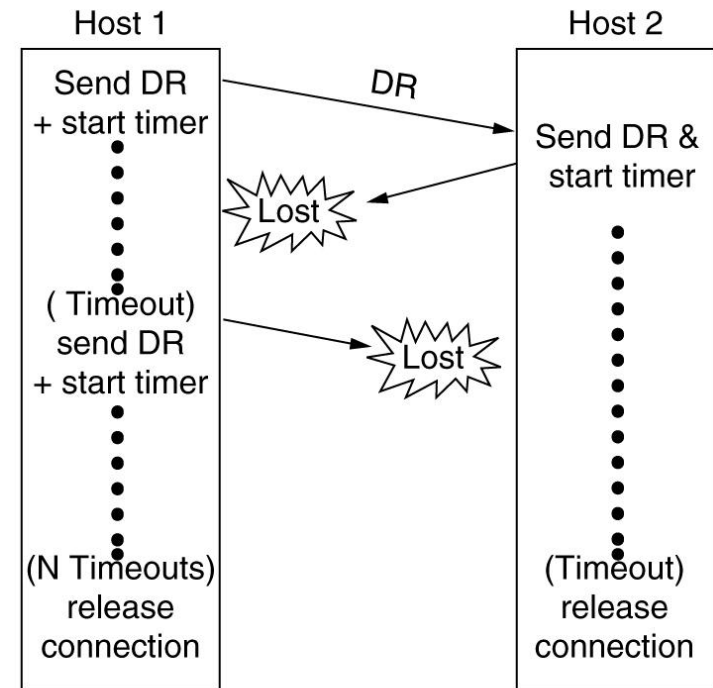 Host 1
Host 2
Send DR
+ start timer
DR
Send DR &
start timer
Lost
( Timeout)
send DR
+ start timer
Lost
(N Timeouts)
release
connection
(Timeout)
release
connection